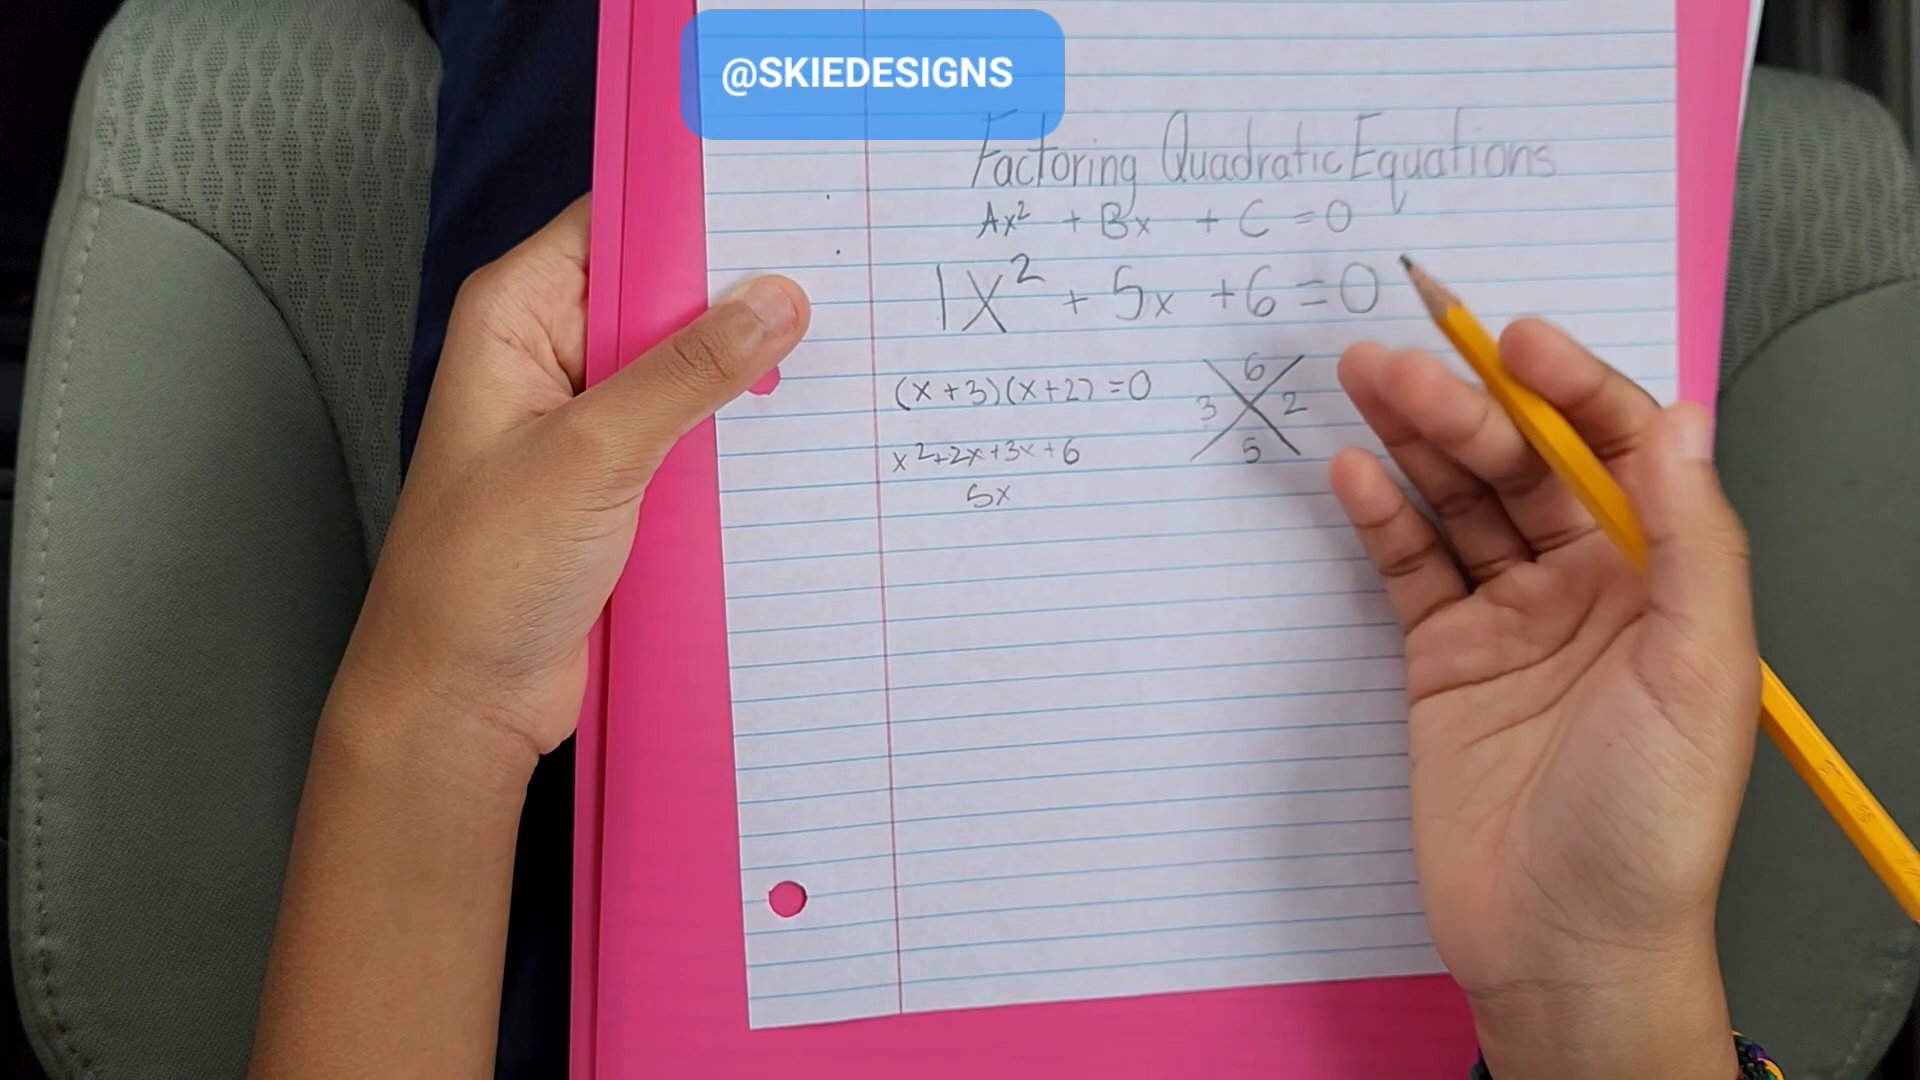 @SKIEDESIGNS
Factoring Quadratic Equations
Ax² + Bx + C = 0
1x² + 5x + 6 = 0
(x + 3)(x + 2) = 0
x² + 2x + 3x + 6
5x
6
3 2
5